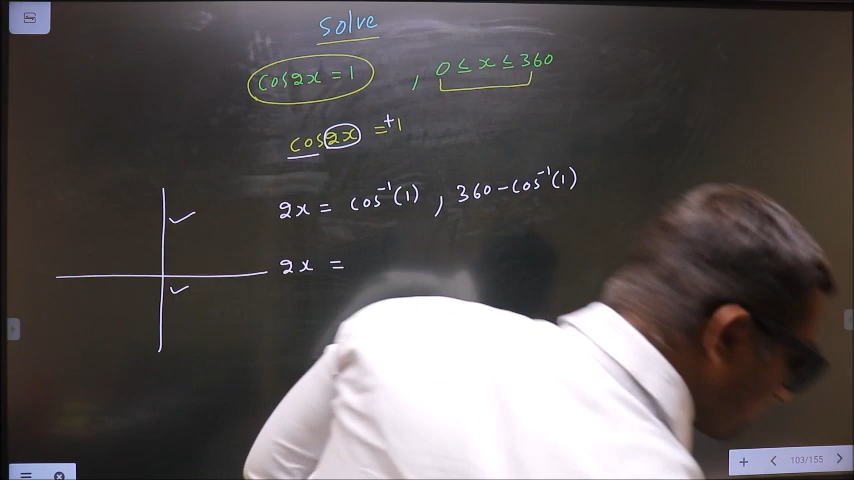 Solve
cos2x = 1 , 0 ≤ x ≤ 360
cos2x = +1
2x = cos⁻¹(1) , 360 - cos⁻¹(1)
2x =
103/155